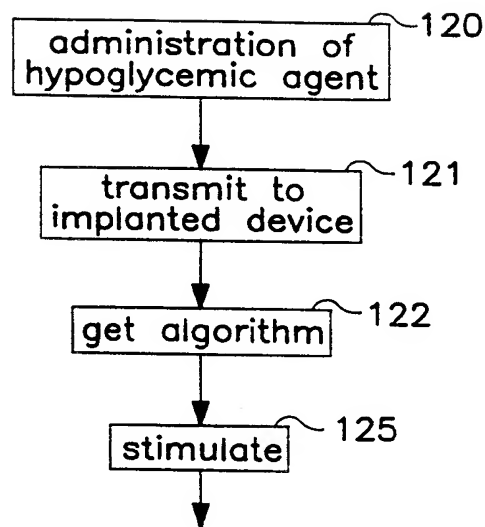 120
administration of
hypoglycemic agent
121
transmit to
implanted device
122
get algorithm
125
stimulate